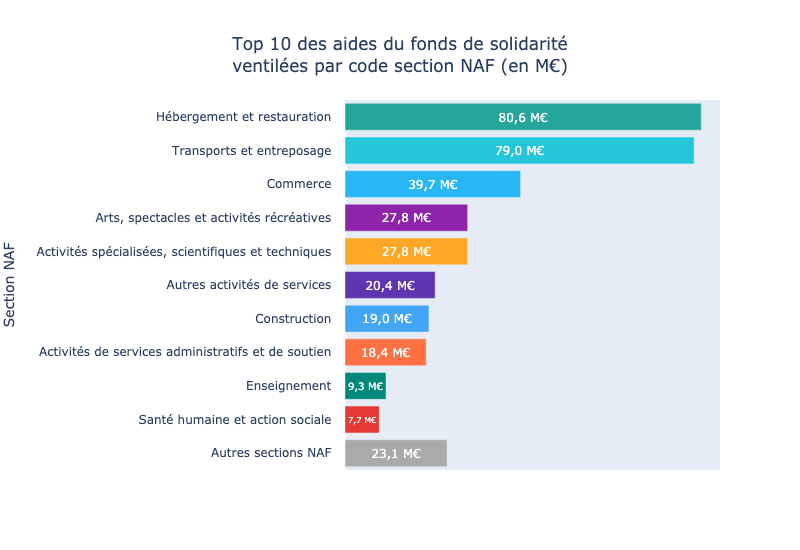 Top 10 des aides du fonds de solidarité
ventilées par code section NAF (en M€)
Section NAF
Hébergement et restauration 80,6 M€
Transports et entreposage 79,0 M€
Commerce 39,7 M€
Arts, spectacles et activités récréatives 27,8 M€
Activités spécialisées, scientifiques et techniques 27,8 M€
Autres activités de services 20,4 M€
Construction 19,0 M€
Activités de services administratifs et de soutien 18,4 M€
Enseignement 9,3 M€
Santé humaine et action sociale 7,7 M€
Autres sections NAF 23,1 M€